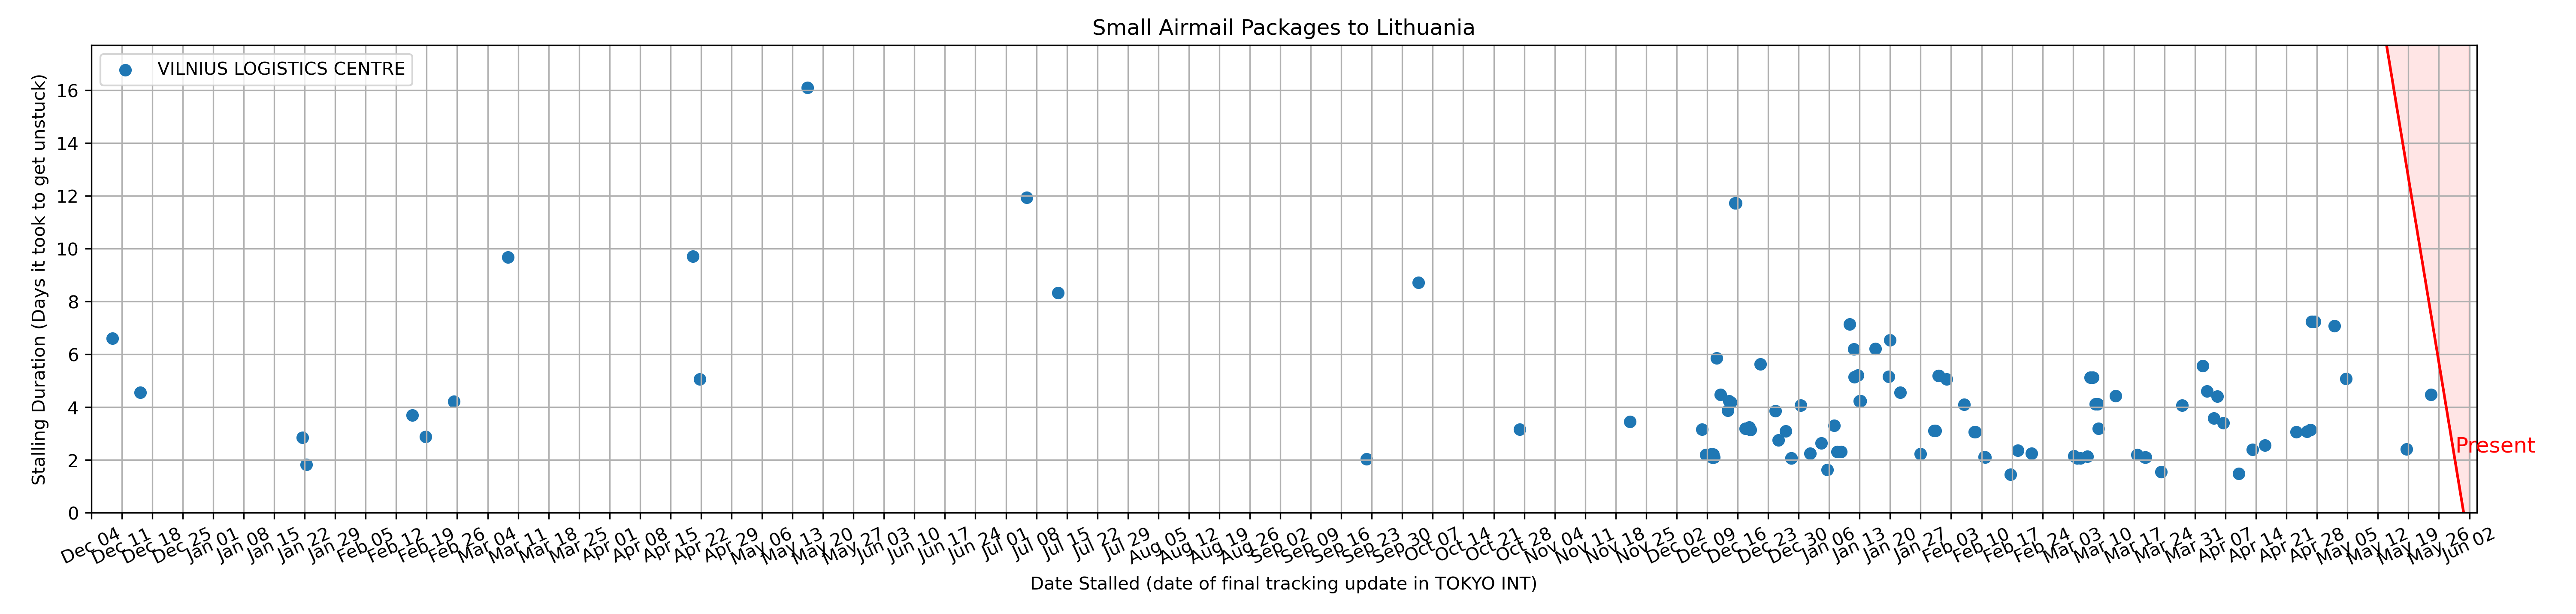 Small Airmail Packages to Lithuania
VILNIUS LOGISTICS CENTRE
Stalling Duration (Days it took to get unstuck)
16
14
12
10
8
6
4
2
0
Present
Dec 04 Dec 11 Dec 18 Dec 25 Jan 01 Jan 08 Jan 15 Jan 22 Jan 29 Feb 05 Feb 12 Feb 19 Feb 26 Mar 04 Mar 11 Mar 18 Mar 25 Apr 01 Apr 08 Apr 15 Apr 22 Apr 29 May 06 May 13 May 20 May 27 Jun 03 Jun 10 Jun 17 Jun 24 Jul 01 Jul 08 Jul 15 Jul 22 Jul 29 Aug 05 Aug 12 Aug 19 Aug 26 Sep 02 Sep 09 Sep 16 Sep 23 Sep 30 Oct 07 Oct 14 Oct 21 Oct 28 Nov 04 Nov 11 Nov 18 Nov 25 Dec 02 Dec 09 Dec 16 Dec 23 Dec 30 Jan 06 Jan 13 Jan 20 Jan 27 Feb 03 Feb 10 Feb 17 Feb 24 Mar 03 Mar 10 Mar 17 Mar 24 Mar 31 Apr 07 Apr 14 Apr 21 Apr 28 May 05 May 12 May 19 May 26 Jun 02
Date Stalled (date of final tracking update in TOKYO INT)